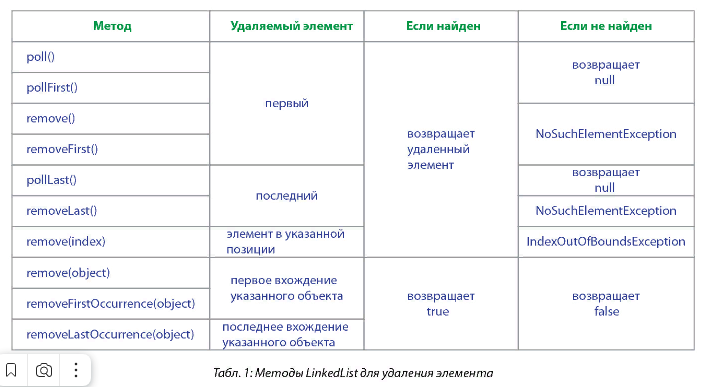 Метод
Удаляемый элемент
Если найден
Если не найден
poll()
pollFirst()
remove()
removeFirst()
pollLast()
removeLast()
remove(index)
remove(object)
removeFirstOccurrence(object)
removeLastOccurrence(object)
первый
последний
элемент в указанной
позиции
первое вхождение
указанного объекта
последнее вхождение
указанного объекта
возвращает
удаленный
элемент
возвращает
true
возвращает
null
NoSuchElementException
возвращает
null
NoSuchElementException
IndexOutOfBoundsException
возвращает
false
Табл. 1: Методы LinkedList для удаления элемента